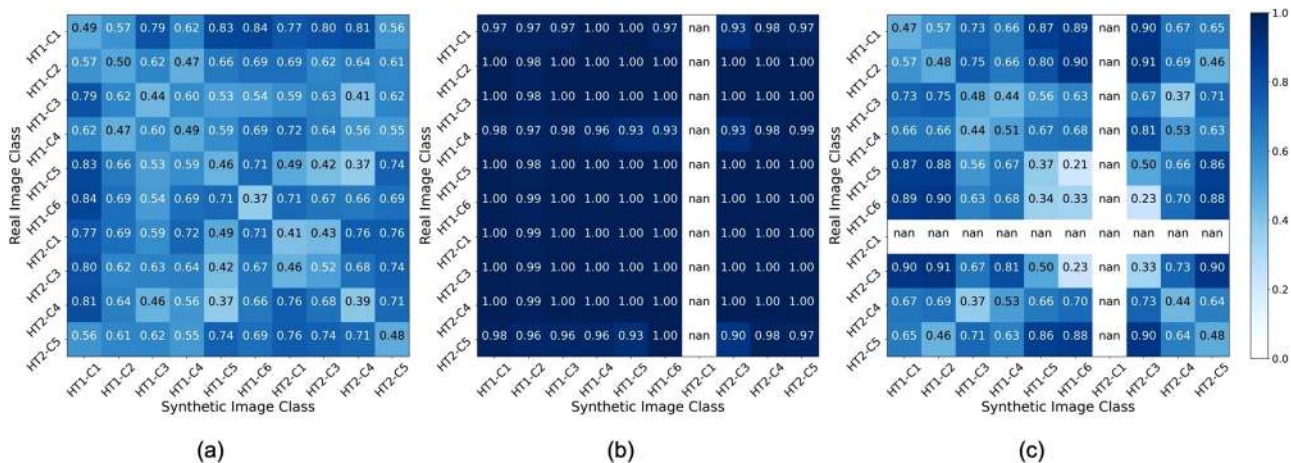 HT1-C1 0.49 0.57 0.79 0.62 0.83 0.84 0.77 0.80 0.81 0.56
HT1-C2 0.57 0.50 0.62 0.47 0.66 0.69 0.69 0.62 0.64 0.61
HT1-C3 0.79 0.62 0.44 0.60 0.53 0.54 0.59 0.63 0.41 0.62
HT1-C4 0.62 0.47 0.60 0.49 0.59 0.69 0.72 0.64 0.56 0.55
HT1-C5 0.83 0.66 0.53 0.59 0.46 0.71 0.49 0.42 0.37 0.74
HT1-C6 0.84 0.69 0.54 0.69 0.71 0.37 0.71 0.67 0.66 0.69
HT2-C1 0.77 0.69 0.59 0.72 0.49 0.71 0.41 0.43 0.76 0.76
HT2-C3 0.80 0.62 0.63 0.64 0.42 0.67 0.46 0.52 0.68 0.74
HT2-C4 0.81 0.64 0.46 0.56 0.37 0.66 0.76 0.68 0.39 0.71
HT2-C5 0.56 0.61 0.62 0.55 0.74 0.69 0.76 0.74 0.71 0.48
Real Image Class
HT1-C1 HT1-C2 HT1-C3 HT1-C4 HT1-C5 HT1-C6 HT2-C1 HT2-C3 HT2-C4 HT2-C5
Synthetic Image Class
(a)
HT1-C1 0.97 0.97 0.97 1.00 1.00 0.97 nan 0.93 0.98 0.97
HT1-C2 1.00 0.98 1.00 1.00 1.00 1.00 nan 1.00 1.00 1.00
HT1-C3 1.00 0.98 1.00 1.00 1.00 1.00 nan 1.00 1.00 1.00
HT1-C4 0.98 0.97 0.98 0.96 0.93 0.93 nan 0.93 0.98 0.99
HT1-C5 1.00 0.98 1.00 1.00 1.00 1.00 nan 1.00 1.00 1.00
HT1-C6 1.00 0.99 1.00 1.00 1.00 1.00 nan 1.00 1.00 1.00
HT2-C1 1.00 0.99 1.00 1.00 1.00 1.00 nan 1.00 1.00 1.00
HT2-C3 1.00 0.99 1.00 1.00 1.00 1.00 nan 1.00 1.00 1.00
HT2-C4 1.00 0.99 1.00 1.00 1.00 1.00 nan 1.00 1.00 1.00
HT2-C5 0.98 0.96 0.96 0.96 0.93 1.00 nan 0.90 0.98 0.97
Real Image Class
HT1-C1 HT1-C2 HT1-C3 HT1-C4 HT1-C5 HT1-C6 HT2-C1 HT2-C3 HT2-C4 HT2-C5
Synthetic Image Class
(b)
HT1-C1 0.47 0.57 0.73 0.66 0.87 0.89 nan 0.90 0.67 0.65
HT1-C2 0.57 0.48 0.75 0.66 0.80 0.90 nan 0.91 0.69 0.46
HT1-C3 0.73 0.75 0.48 0.44 0.56 0.63 nan 0.67 0.37 0.71
HT1-C4 0.66 0.66 0.44 0.51 0.67 0.68 nan 0.81 0.53 0.63
HT1-C5 0.87 0.88 0.56 0.67 0.37 0.21 nan 0.50 0.66 0.86
HT1-C6 0.89 0.90 0.63 0.68 0.34 0.33 nan 0.23 0.70 0.88
HT2-C1 nan nan nan nan nan nan nan nan nan nan
HT2-C3 0.90 0.91 0.67 0.81 0.50 0.23 nan 0.33 0.73 0.90
HT2-C4 0.67 0.69 0.37 0.53 0.66 0.70 nan 0.73 0.44 0.64
HT2-C5 0.65 0.46 0.71 0.63 0.86 0.88 nan 0.90 0.64 0.48
Real Image Class
HT1-C1 HT1-C2 HT1-C3 HT1-C4 HT1-C5 HT1-C6 HT2-C1 HT2-C3 HT2-C4 HT2-C5
Synthetic Image Class
(c)
1.0
0.8
0.6
0.4
0.2
0.0